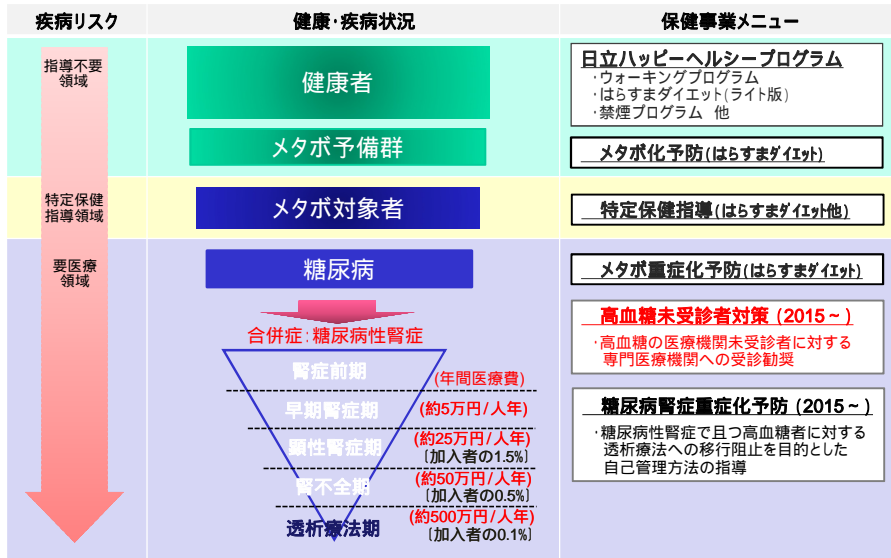 疾病リスク
健康・疾病状況
保健事業メニュー
指導不要
領域
健康者
日立ハッピーヘルシープログラム
・ウォーキングプログラム
・はらすまダイエット(ライト版)
・禁煙プログラム 他
メタボ予備群
メタボ化予防(はらすまダイエット)
特定保健
指導領域
メタボ対象者
特定保健指導(はらすまダイエット他)
要医療
領域
糖尿病
メタボ重症化予防(はらすまダイエット)
合併症:糖尿病性腎症
高血糖未受診者対策 (2015~)
・高血糖の医療機関未受診者に対する
専門医療機関への受診勧奨
腎症前期
(年間医療費)
早期腎症期
(約5万円/人年)
顕性腎症期
(約25万円/人年)
[加入者の1.5%]
腎不全期
(約50万円/人年)
[加入者の0.5%]
透析療法期
(約500万円/人年)
[加入者の0.1%]
糖尿病腎症重症化予防 (2015~)
・糖尿病性腎症で且つ高血糖者に対する
透析療法への移行阻止を目的とした
自己管理方法の指導